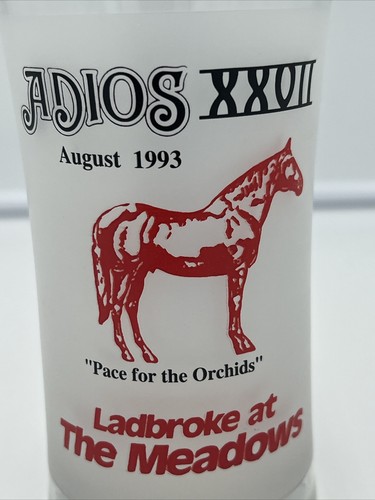 ADIOS XXVII
August 1993
"Pace for the Orchids"
Ladbroke at
The Meadows